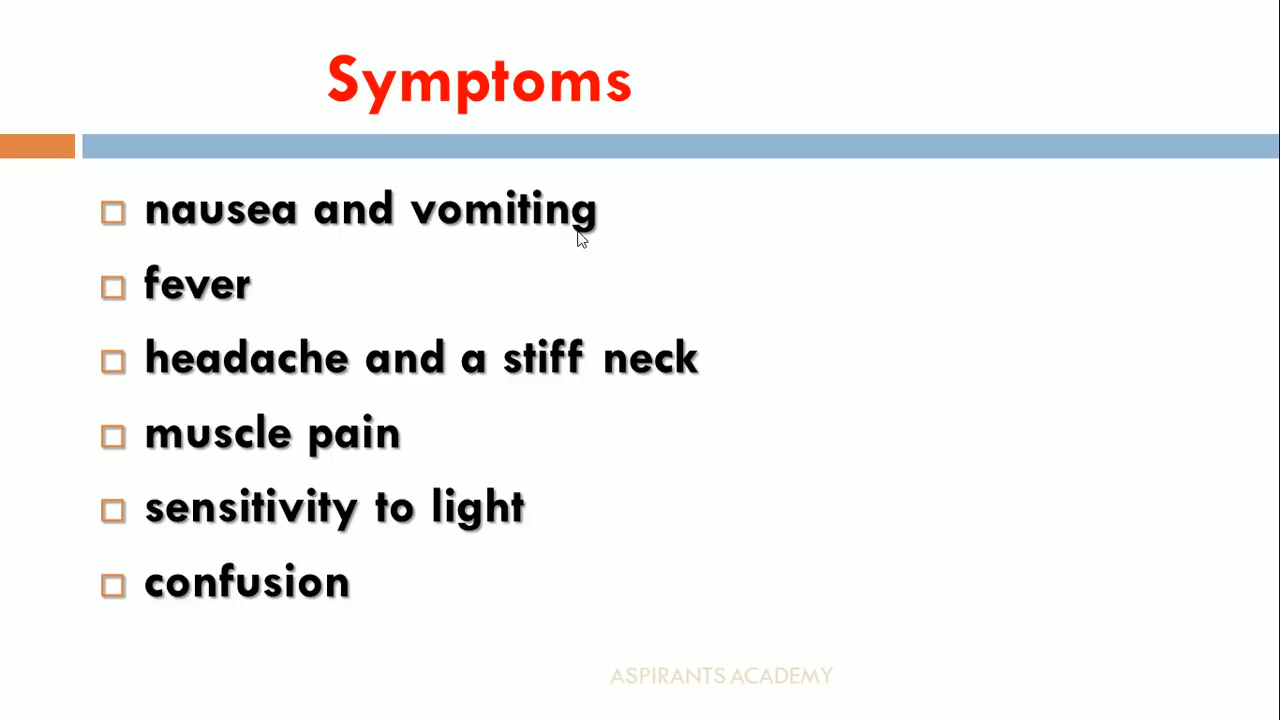 Symptoms
nausea and vomiting
fever
headache and a stiff neck
muscle pain
sensitivity to light
confusion
ASPIRANTS ACADEMY